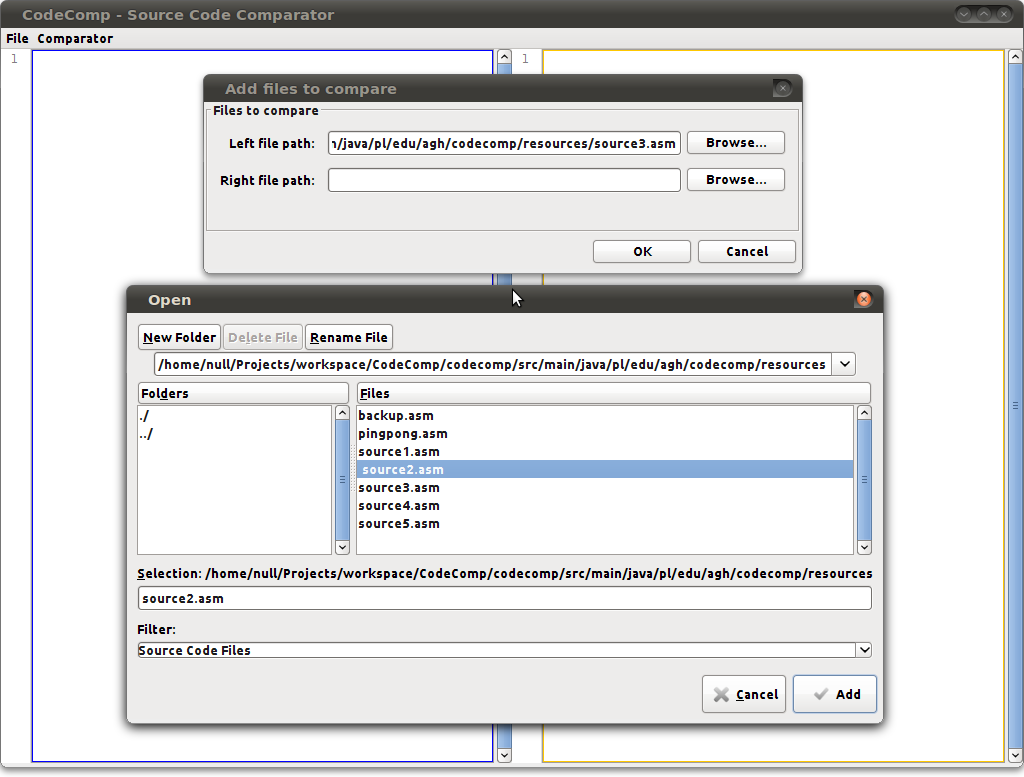 CodeComp - Source Code Comparator
File Comparator
1 1
Add files to compare
Files to compare
Left file path: /java/pl/edu/agh/codecomp/resources/source3.asm Browse...
Right file path: Browse...
OK Cancel
Open
New Folder Delete File Rename File
/home/null/Projects/workspace/CodeComp/codecomp/src/main/java/pl/edu/agh/codecomp/resources
Folders Files
./ backup.asm
../ pingpong.asm
source1.asm
source2.asm
source3.asm
source4.asm
source5.asm
Selection: /home/null/Projects/workspace/CodeComp/codecomp/src/main/java/pl/edu/agh/codecomp/resources
source2.asm
Filter:
Source Code Files
Cancel Add